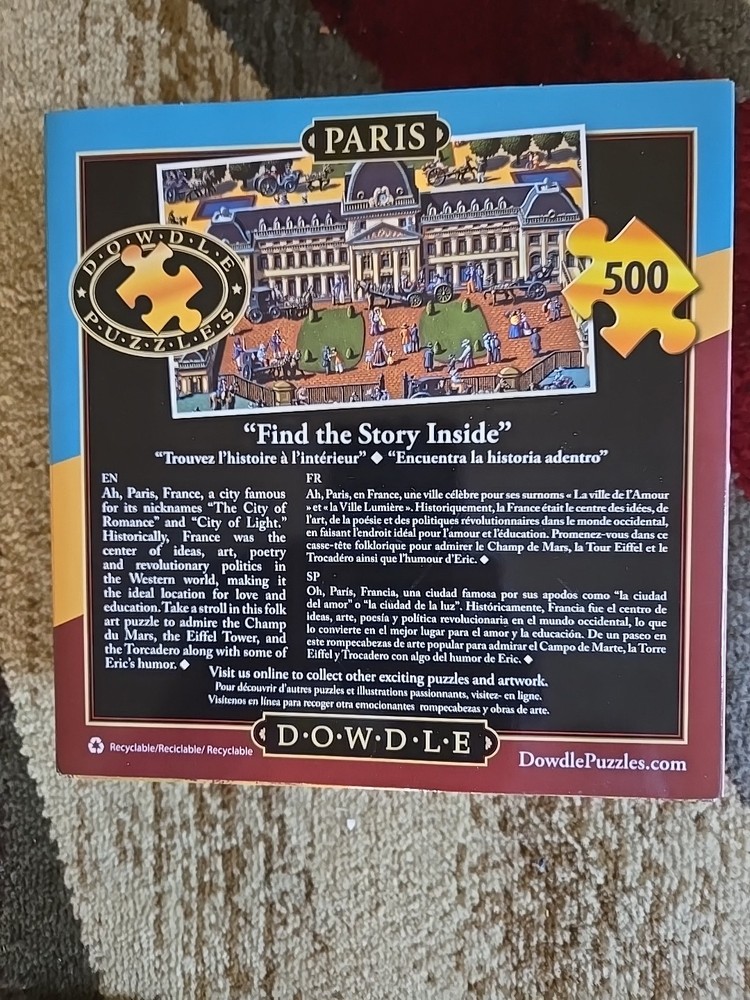 PARIS
DOWDLE
PUZZLES
500
“Find the Story Inside”
“Trouvez l’histoire à l’intérieur” ◆ “Encuentra la historia adentro”
EN
Ah, Paris, France, a city famous
for its nicknames “The City of
Romance” and “City of Light.”
Historically, France was the
center of ideas, art, poetry
and revolutionary politics in
the Western world, making it
the ideal location for love and
education. Take a stroll in this folk
art puzzle to admire the Champ
du Mars, the Eiffel Tower, and
the Torcadero along with some of
Eric’s humor. ◆
FR
Ah, Paris, en France, une ville célèbre pour ses surnoms « La ville de l’Amour
» et « la Ville Lumière ». Historiquement, la France était le centre des idées, de
l’art, de la poésie et des politiques révolutionnaires dans le monde occidental,
en faisant l’endroit idéal pour l’amour et l’éducation. Promenez-vous dans ce
casse-tête folklorique pour admirer le Champ de Mars, la Tour Eiffel et le
Trocadéro ainsi que l’humour d’Eric. ◆
SP
Oh, París, Francia, una ciudad famosa por sus apodos como “la ciudad
del amor” o “la ciudad de la luz”. Históricamente, Francia fue el centro de
ideas, arte, poesía y política revolucionaria en el mundo occidental, lo que
lo convierte en el mejor lugar para el amor y la educación. De un paseo en
este rompecabezas de arte popular para admirar el Campo de Marte, la Torre
Eiffel y Trocadero con algo del humor de Eric. ◆
Visit us online to collect other exciting puzzles and artwork.
Pour découvrir d’autres puzzles et illustrations passionnants, visitez- en ligne.
Visítenos en línea para recoger otra emocionantes rompecabezas y obras de arte.
Recyclable/Reciclable/ Recyclable
D·O·W·D·L·E
DowdlePuzzles.com